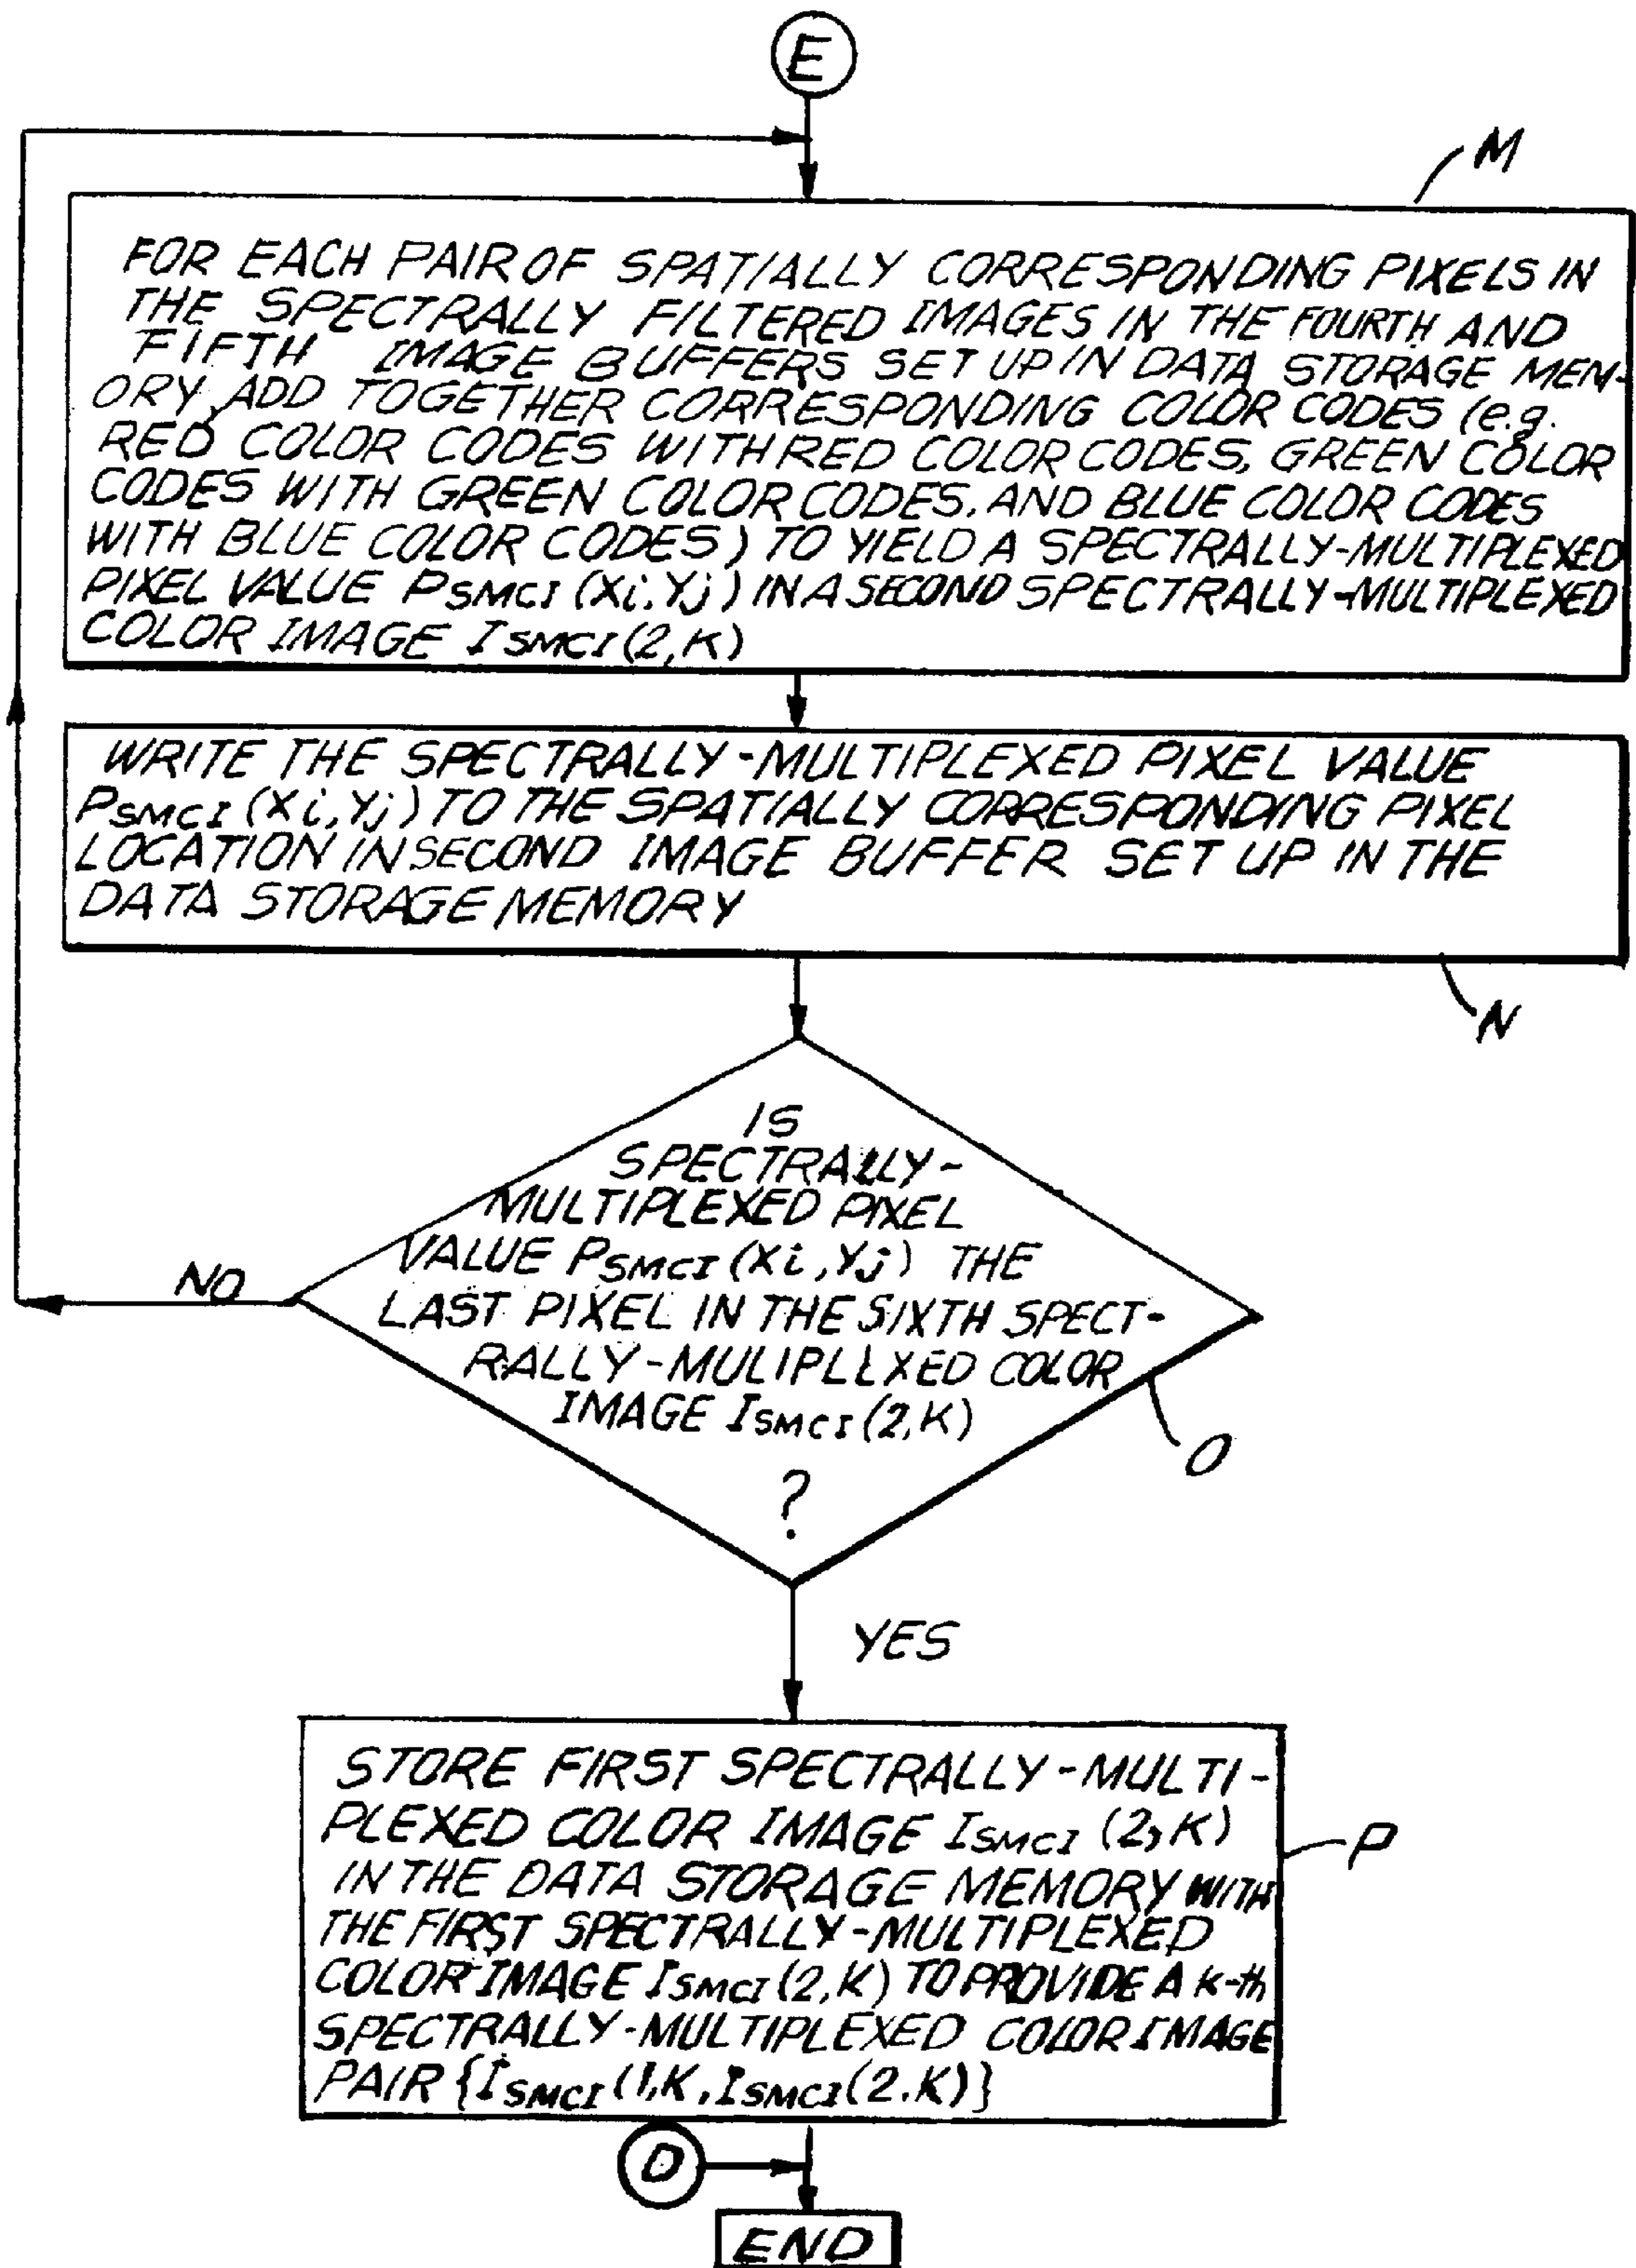 E
M
FOR EACH PAIR OF SPATIALLY CORRESPONDING PIXELS IN
THE SPECTRALLY FILTERED IMAGES IN THE FOURTH AND
FIFTH IMAGE BUFFERS SET UP IN DATA STORAGE MEM-
ORY, ADD TOGETHER CORRESPONDING COLOR CODES (e.g.
RED COLOR CODES WITH RED COLOR CODES, GREEN COLOR
CODES WITH GREEN COLOR CODES, AND BLUE COLOR CODES
WITH BLUE COLOR CODES) TO YIELD A SPECTRALLY-MULTIPLEXED
PIXEL VALUE PSMCI (Xi, Yj) IN A SECOND SPECTRALLY-MULTIPLEXED
COLOR IMAGE ISMCI (2, K)
WRITE THE SPECTRALLY-MULTIPLEXED PIXEL VALUE
PSMCI (Xi, Yj) TO THE SPATIALLY CORRESPONDING PIXEL
LOCATION IN SECOND IMAGE BUFFER SET UP IN THE
DATA STORAGE MEMORY
N
IS
SPECTRALLY-
MULTIPLEXED PIXEL
VALUE PSMCI (Xi, Yj) THE
LAST PIXEL IN THE SIXTH SPECT-
RALLY-MULIPLEXED COLOR
IMAGE ISMCI (2, K)
?
NO
O
YES
STORE FIRST SPECTRALLY-MULTI-
PLEXED COLOR IMAGE ISMCI (2, K)
IN THE DATA STORAGE MEMORY WITH
THE FIRST SPECTRALLY-MULTIPLEXED
COLOR IMAGE ISMCI (2, K) TO PROVIDE A K-th
SPECTRALLY-MULTIPLEXED COLOR IMAGE
PAIR {ISMCI (1, K, ISMCI (2. K)}
P
D
END